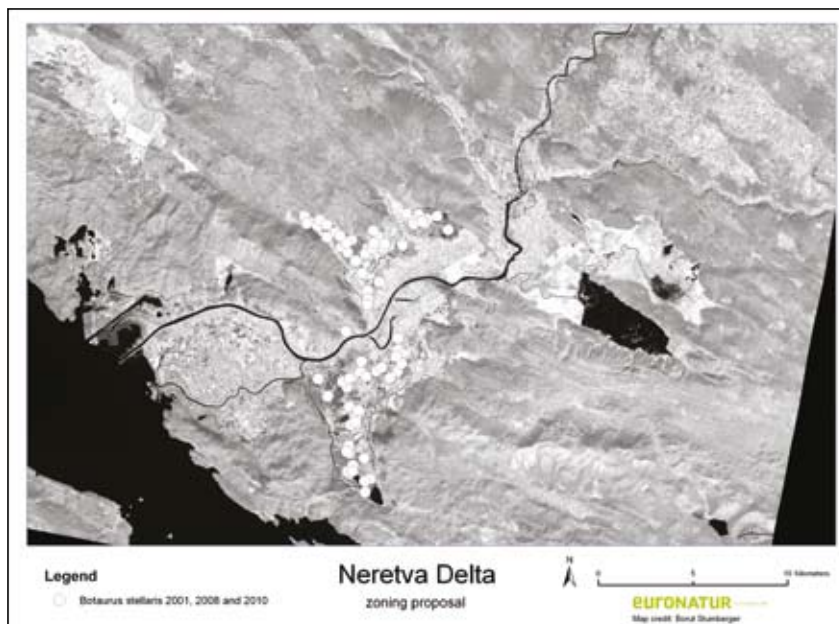 Legend
Botaurus stellaris 2001, 2008 and 2010
Neretva Delta
zoning proposal
N
0 5 10 Kilometers
euronatur
Map credit: Borut Stumberger